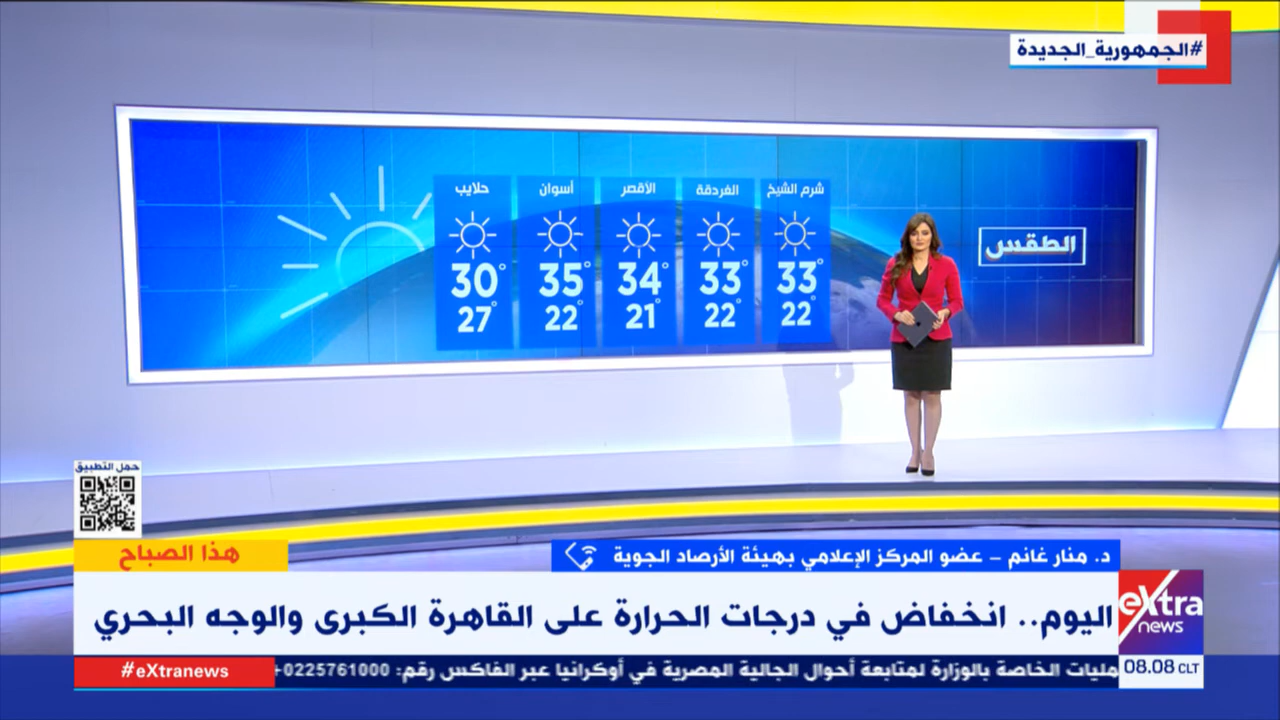 #الجمهورية_الجديدة
الطقس
شرم الشيخ
33°
22°
الغردقة
33°
22°
الأقصر
34°
21°
أسوان
35°
22°
حلايب
30°
27°
حمل التطبيق
هذا الصباح
د. منار غانم – عضو المركز الإعلامي بهيئة الأرصاد الجوية
اليوم.. انخفاض في درجات الحرارة على القاهرة الكبرى والوجه البحري
eXtra news
08.08 CLT
مليات الخاصة بالوزارة لمتابعة أحوال الجالية المصرية في أوكرانيا عبر الفاكس رقم: 0225761000+
#eXtranews